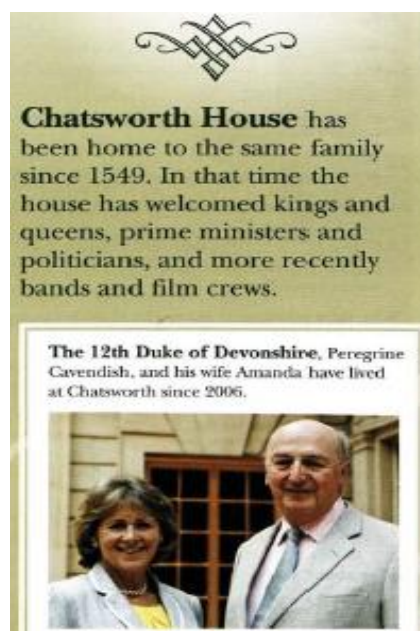 Chatsworth House has
been home to the same family
since 1549. In that time the
house has welcomed kings and
queens, prime ministers and
politicians, and more recently
bands and film crews.
The 12th Duke of Devonshire, Peregrine
Cavendish, and his wife Amanda have lived
at Chatsworth since 2006.